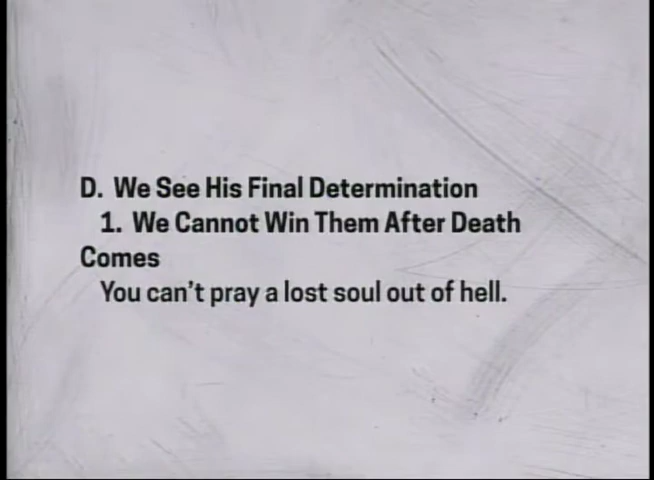 D. We See His Final Determination
1. We Cannot Win Them After Death
Comes
You can't pray a lost soul out of hell.